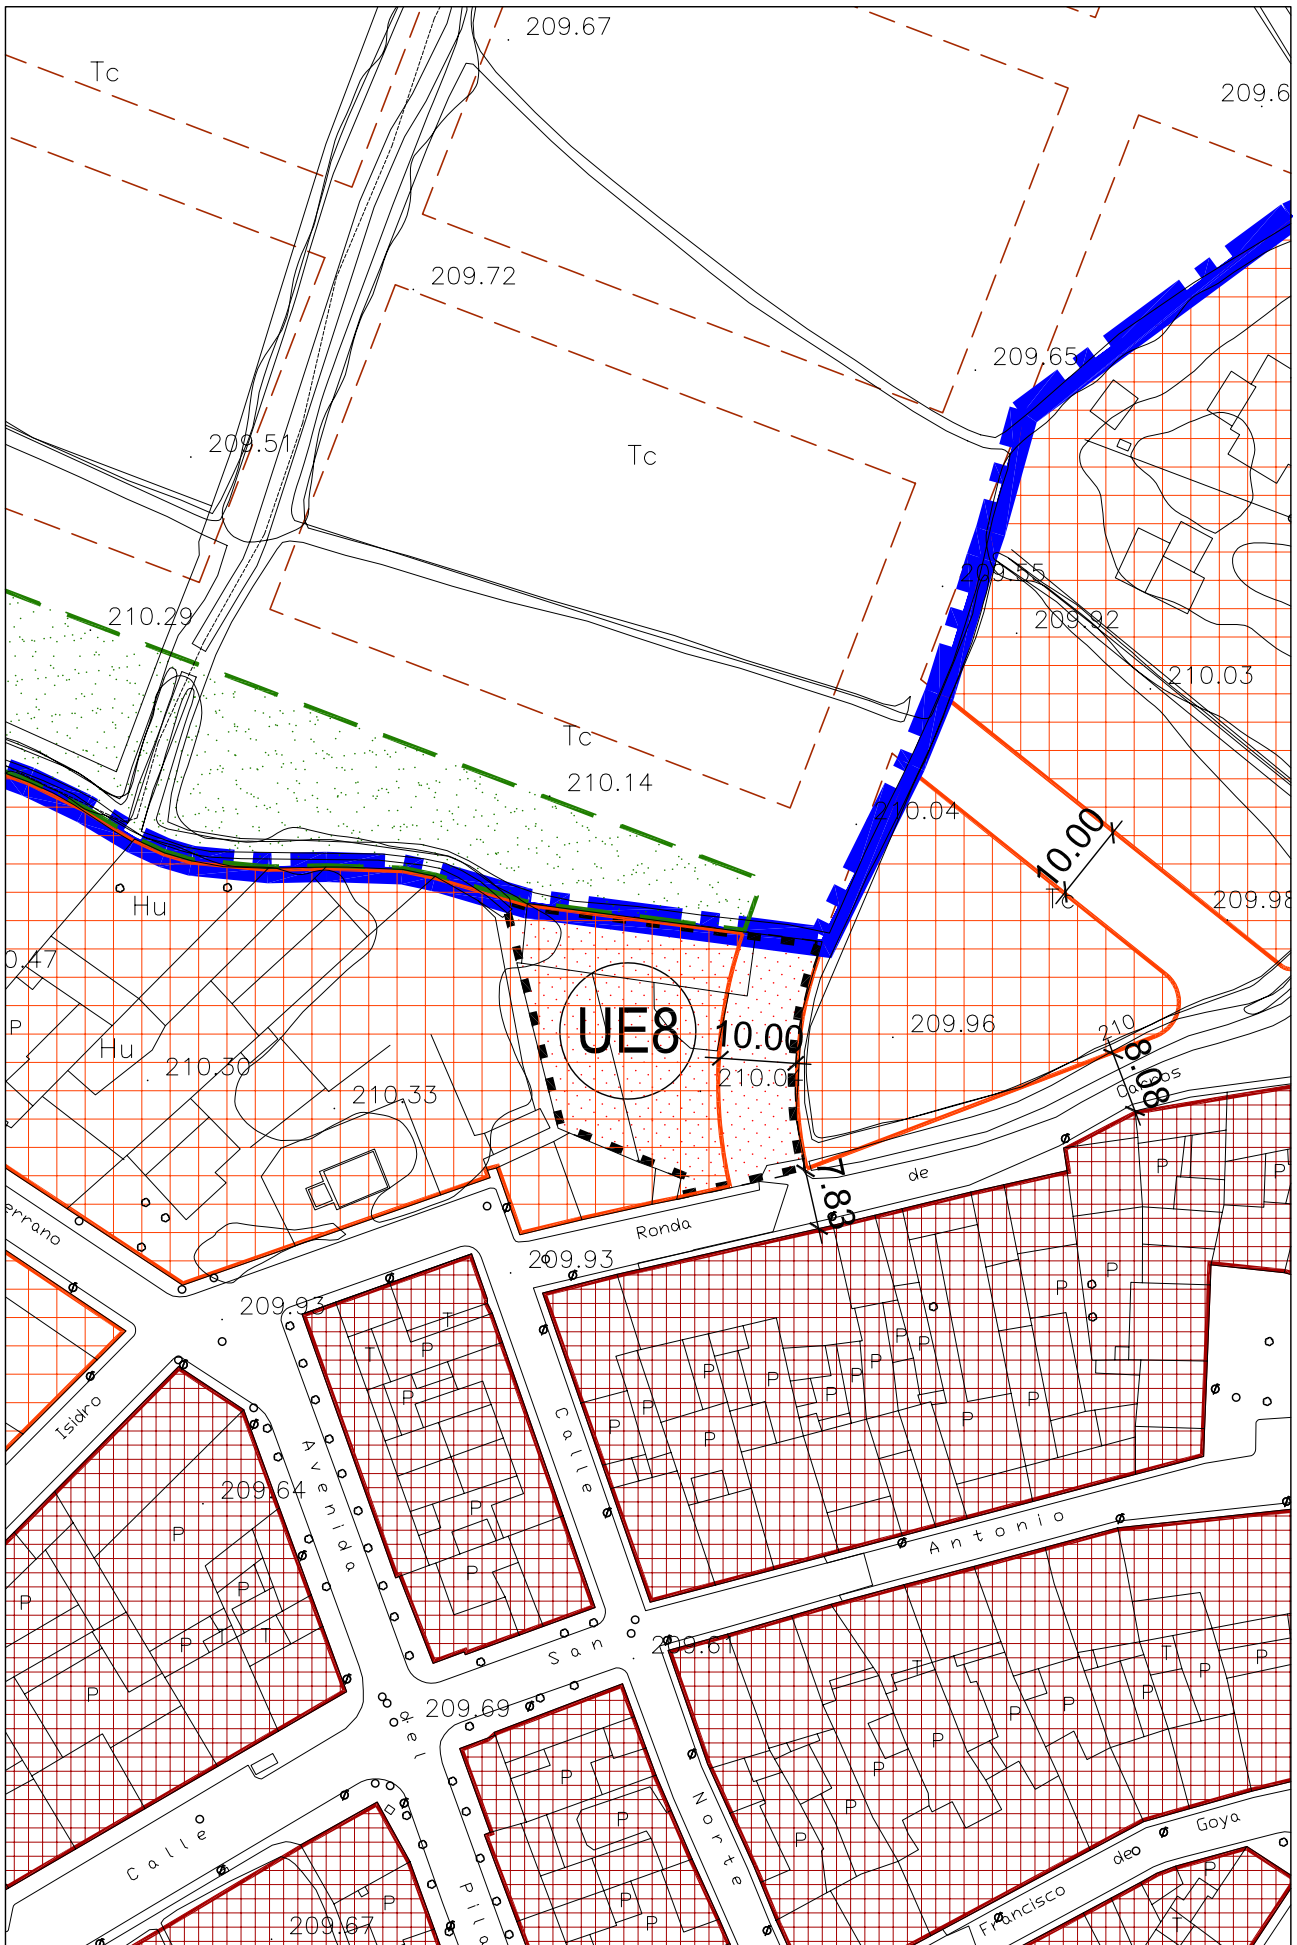 209.67
Tc
209.6
209.72
209.65
209.51
Tc
209.55
210.29
209.92
210.03
Tc
210.14
210.04
10.00
Tc
209.98
Hu
0.47
UE8
10.00
209.96
210
P
Hu
210.30
210.33
8.08
7.83
de
errano
Ronda
209.93
209.93
P
P
P
P
T
T
P
P
P
P
P
P
P
P
P
P
P
P
P
P
Isidro
Avenida
Calle
209.64
P
P
P
P
P
T
P
P
San Antonio
209.61
T
T
P
P
P
P
P
P
P
209.69
del
P
P
P
P
Norte
Calle
Goya
de
Francisco
P
P
P
P
209.67